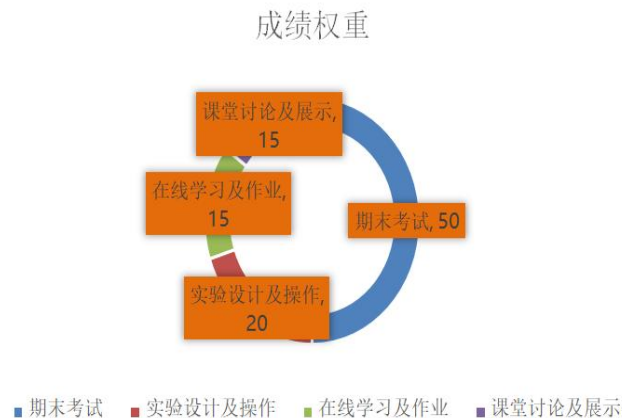 成绩权重
课堂讨论及展示,
15
在线学习及作业,
15
期末考试, 50
实验设计及操作,
20
期末考试 实验设计及操作 在线学习及作业 课堂讨论及展示